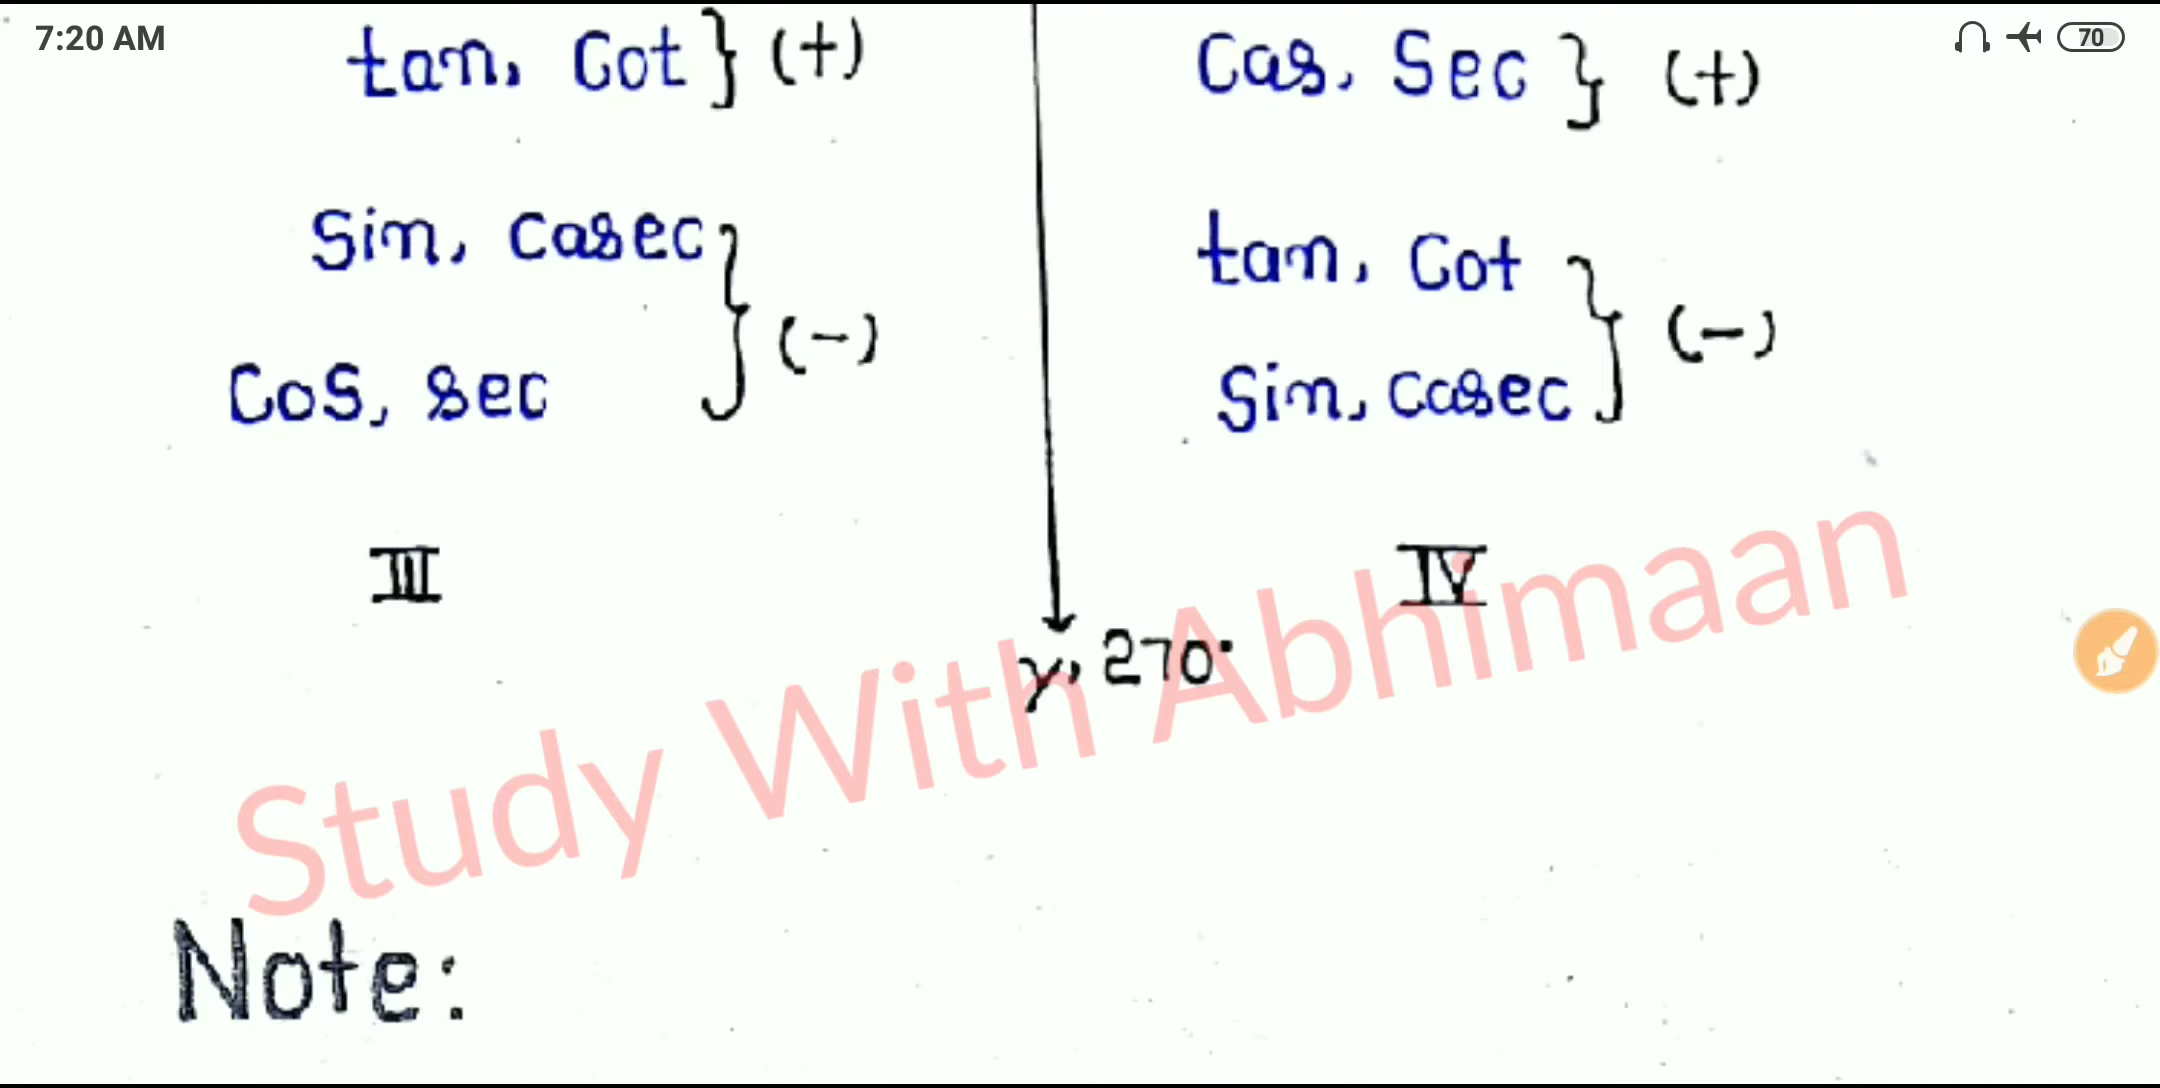 7:20 AM
70
tan, Cot } (+)
Sin, Cosec
Cos, sec
} (-)
III
Cos, Sec } (+)
tan, Cot
Sin, Cosec
} (-)
IV
y, 270°
Study With Abhimaan
Note: